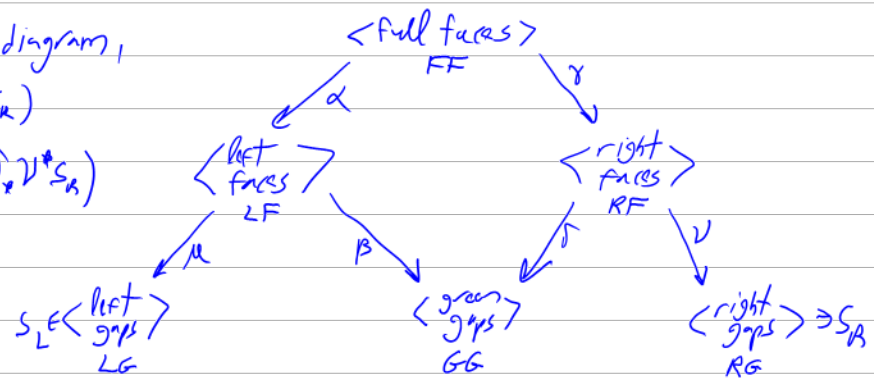 diagram,
<full faces>
FF
α
γ
R)
*ν*S_R)
<left faces>
LF
<right faces>
RF
μ
β
δ
ν
S_L ∈ <left gaps>
LG
<green gaps>
GG
<right gaps> ∋ S_R
RG